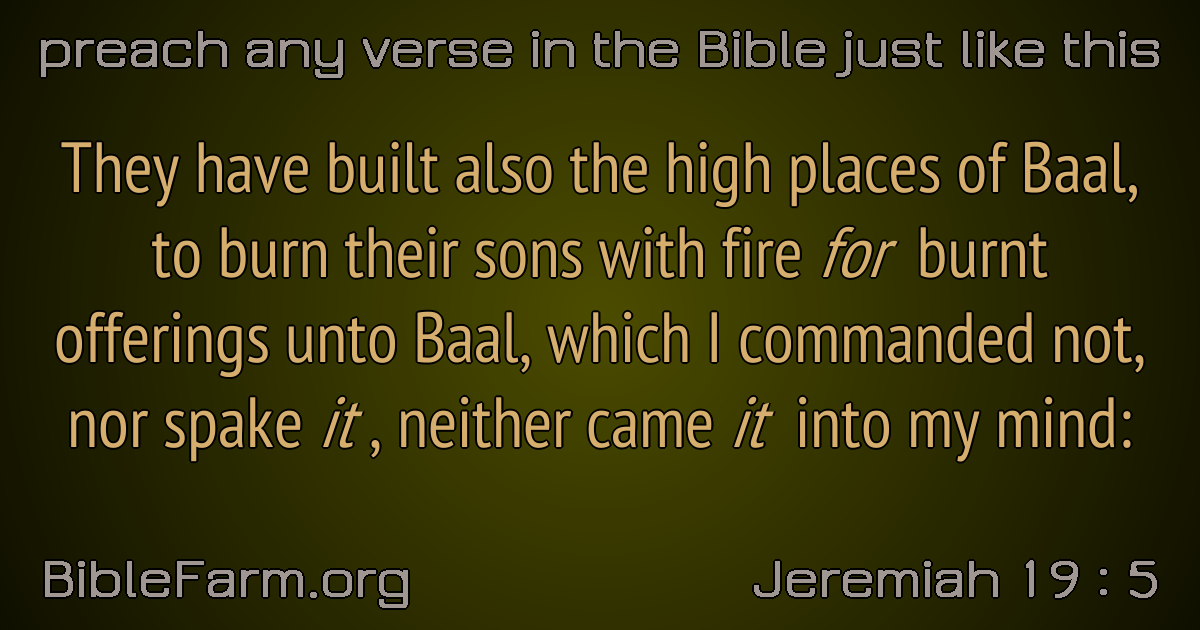 preach any verse in the Bible just like this
They have built also the high places of Baal,
to burn their sons with fire for burnt
offerings unto Baal, which I commanded not,
nor spake it , neither came it into my mind:
BibleFarm.org
Jeremiah 19 : 5